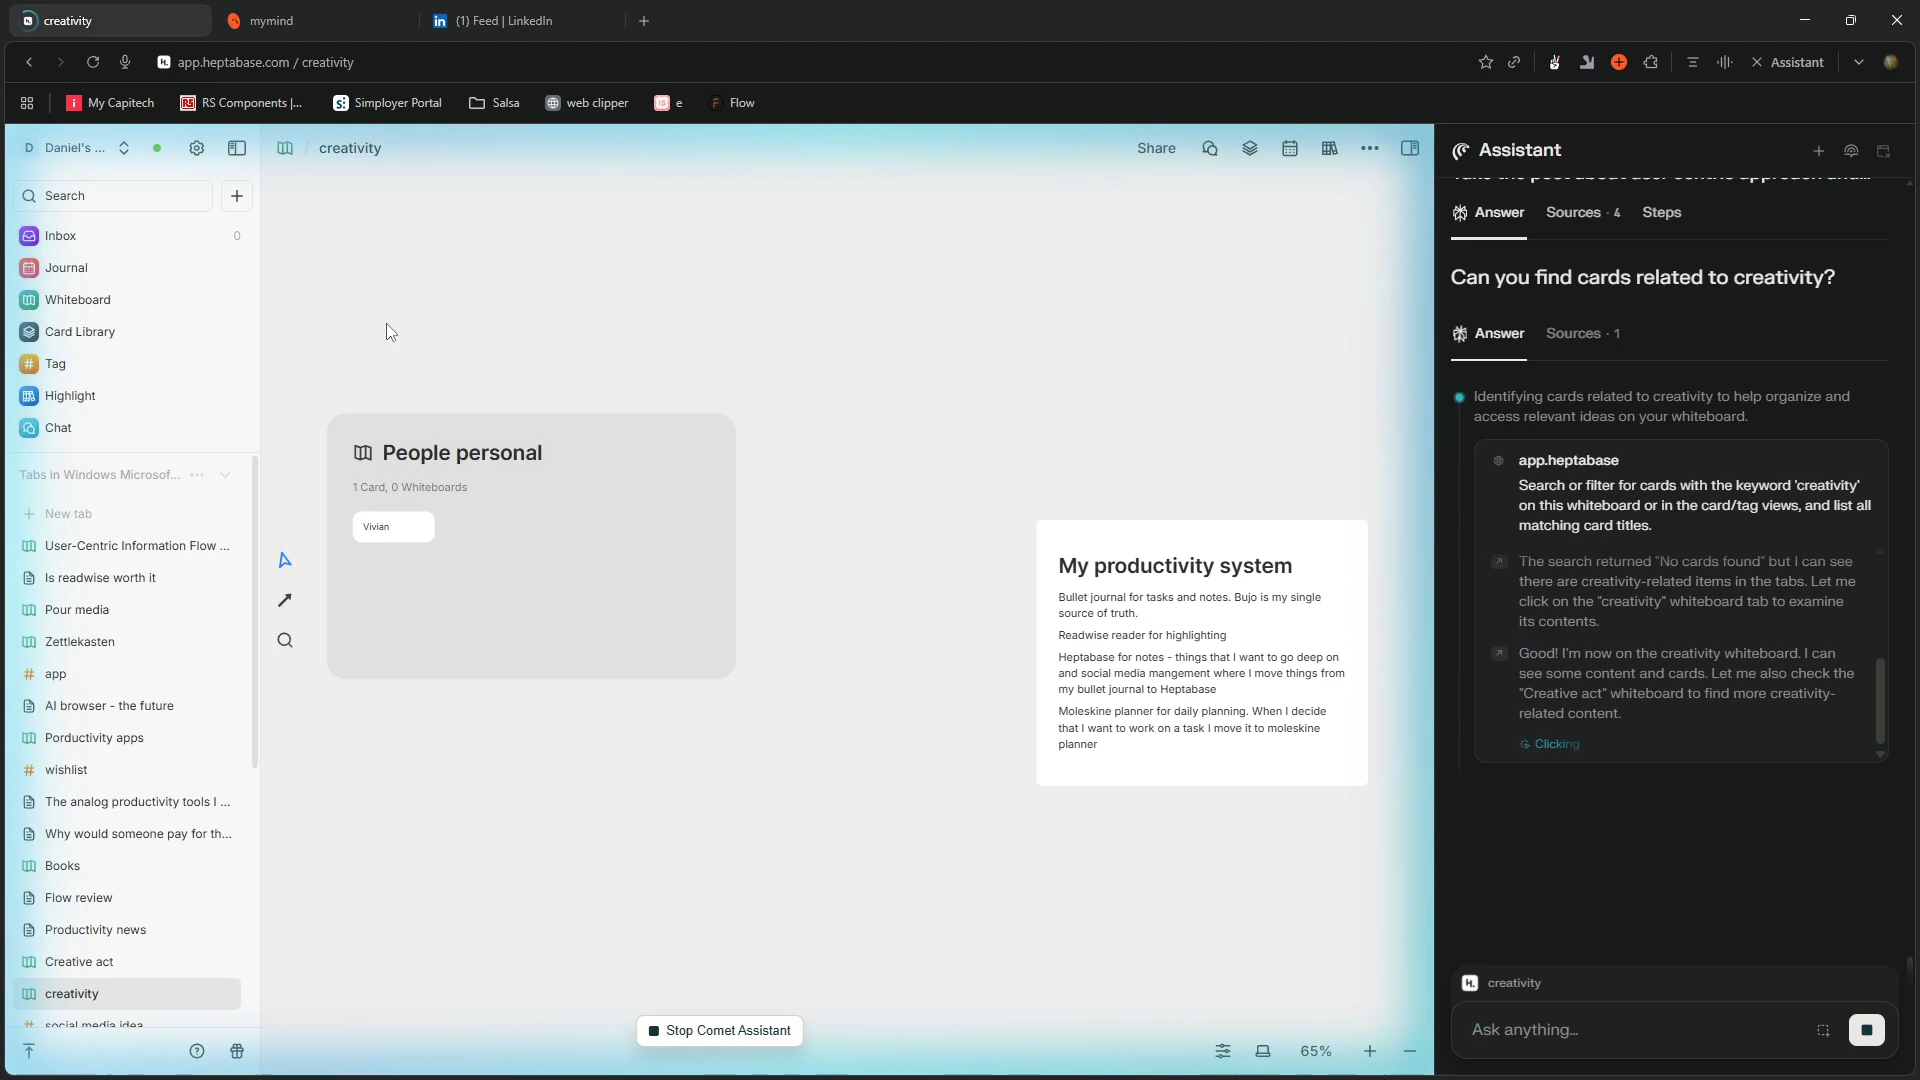 creativity
mymind
(1) Feed | LinkedIn
app.heptabase.com / creativity
Assistant
My Capitech
RS Components |...
Simployer Portal
Salsa
web clipper
e
Flow
D Daniel's ...
Search
Inbox 0
Journal
Whiteboard
Card Library
Tag
Highlight
Chat
Tabs in Windows Microsof...
New tab
User-Centric Information Flow ...
Is readwise worth it
Pour media
Zettlekasten
app
AI browser - the future
Porductivity apps
wishlist
The analog productivity tools I ...
Why would someone pay for th...
Books
Flow review
Productivity news
Creative act
creativity
social media idea
/ creativity
Share
People personal
1 Card, 0 Whiteboards
Vivian
My productivity system
Bullet journal for tasks and notes. Bujo is my single
source of truth.
Readwise reader for highlighting
Heptabase for notes - things that I want to go deep on
and social media mangement where I move things from
my bullet journal to Heptabase
Moleskine planner for daily planning. When I decide
that I want to work on a task I move it to moleskine
planner
Stop Comet Assistant
65%
Assistant
Take the post about user-centric approach and...
Answer Sources · 4 Steps
Can you find cards related to creativity?
Answer Sources · 1
Identifying cards related to creativity to help organize and
access relevant ideas on your whiteboard.
app.heptabase
Search or filter for cards with the keyword 'creativity'
on this whiteboard or in the card/tag views, and list all
matching card titles.
The search returned "No cards found" but I can see
there are creativity-related items in the tabs. Let me
click on the "creativity" whiteboard tab to examine
its contents.
Good! I'm now on the creativity whiteboard. I can
see some content and cards. Let me also check the
"Creative act" whiteboard to find more creativity-
related content.
Clicking
creativity
Ask anything...